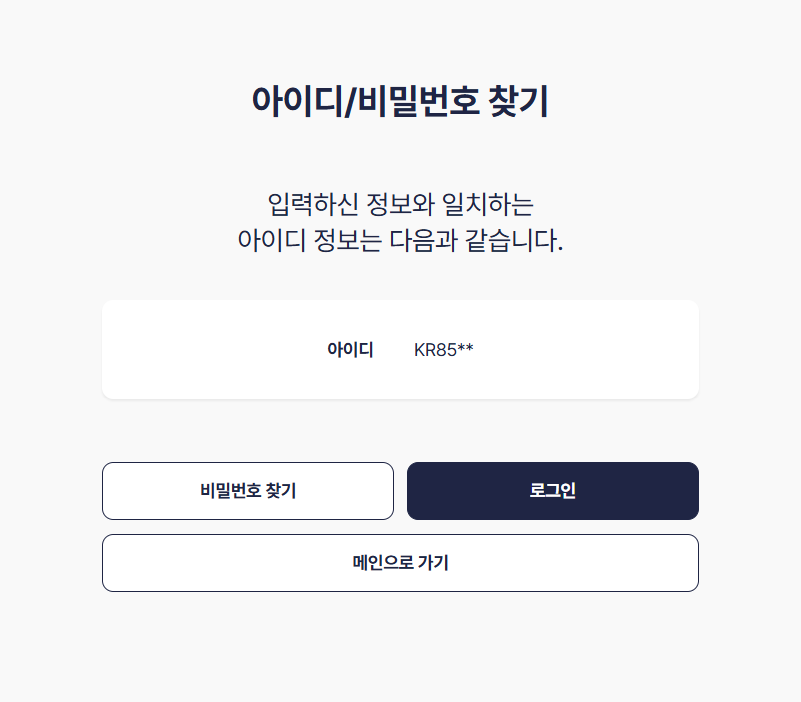 아이디/비밀번호 찾기
입력하신 정보와 일치하는
아이디 정보는 다음과 같습니다.
아이디 KR85**
비밀번호 찾기 로그인
메인으로 가기